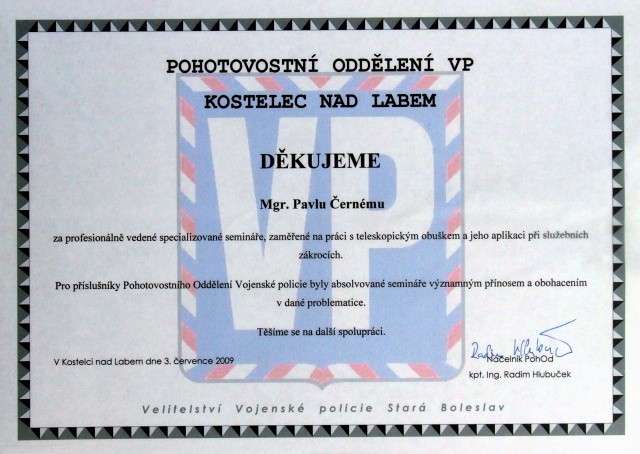 POHOTOVOSTNÍ ODDĚLENÍ VP
KOSTELEC NAD LABEM
VP
DĚKUJEME
Mgr. Pavlu Černému
za profesionálně vedené specializované semináře, zaměřené na práci s teleskopickým obuškem a jeho aplikaci při služebních
zákrocích.
Pro příslušníky Pohotovostního Oddělení Vojenské policie byly absolvované semináře významným přínosem a obohacením
v dané problematice.
Těšíme se na další spolupráci.
V Kostelci nad Labem dne 3. července 2009
Radim Hlubuč
Náčelník PohOd
kpt. Ing. Radim Hlubuček
Velitelství Vojenské policie Stará Boleslav